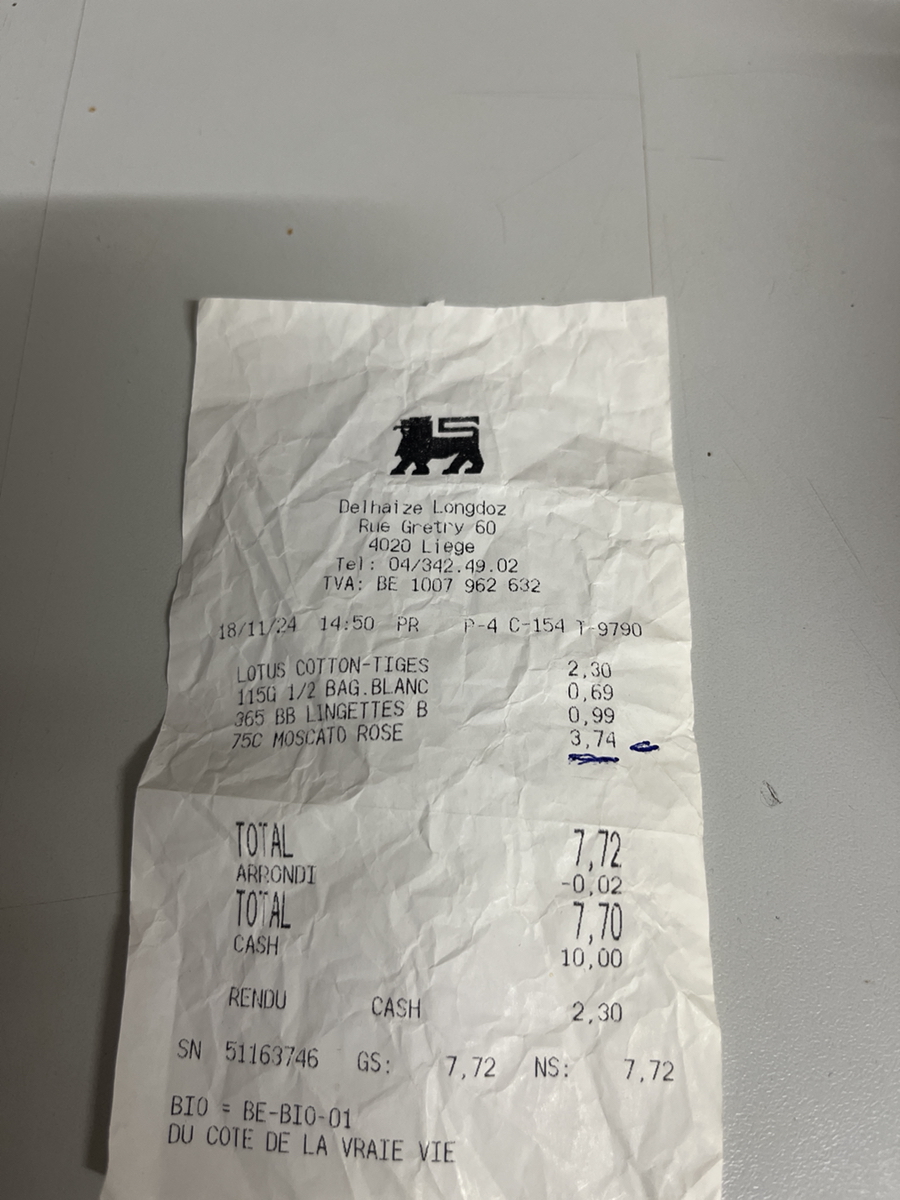 Delhaize Longdoz
Rue Gretry 60
4020 Liege
Tel: 04/342.49.02
TVA: BE 1007 962 632
18/11/24 14:50 PR P-4 C-154 T-9790
LOTUS COTTON-TIGES 2,30
115G 1/2 BAG.BLANC 0,69
365 BB LINGETTES B 0,99
75C MOSCATO ROSE 3,74
TOTAL 7,72
ARRONDI -0,02
TOTAL 7,70
CASH 10,00
RENDU CASH 2,30
SN 51163746 GS: 7,72 NS: 7,72
BIO = BE-BIO-01
DU COTE DE LA VRAIE VIE